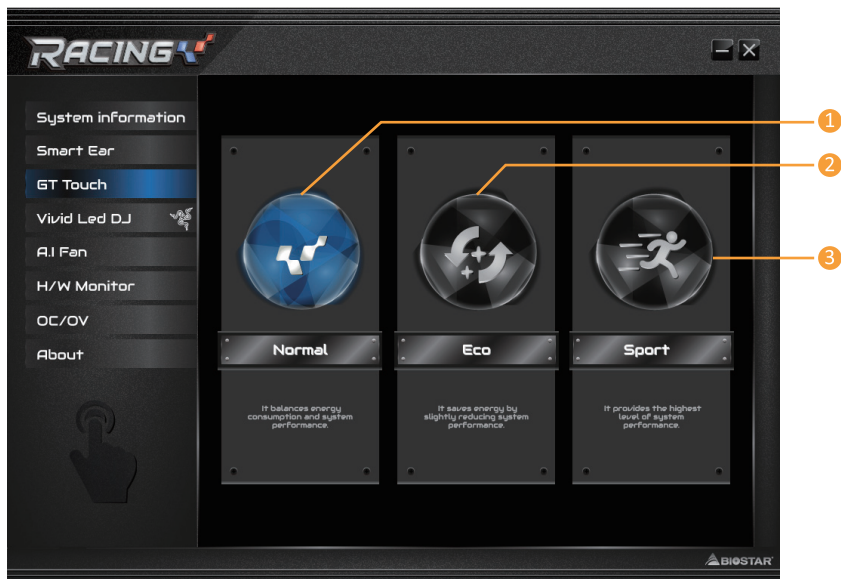 RACING
System information
Smart Ear
GT Touch
Vivid Led DJ
A.I Fan
H/W Monitor
OC/OV
About
1
2
3
Normal
It balances energy
consumption and system
performance.
Eco
It saves energy by
slightly reducing system
performance.
Sport
It provides the highest
level of system
performance.
BIOSTAR